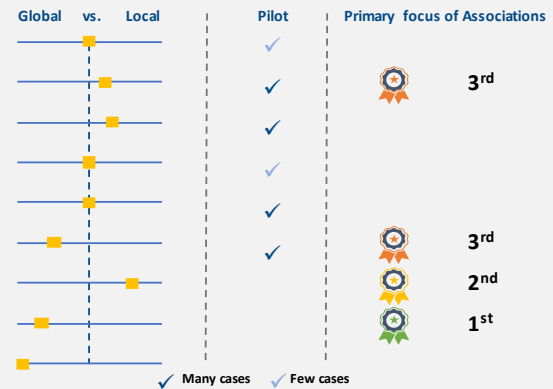 Global vs. Local Pilot Primary focus of Associations
3rd
3rd
2nd
1st
Many cases Few cases